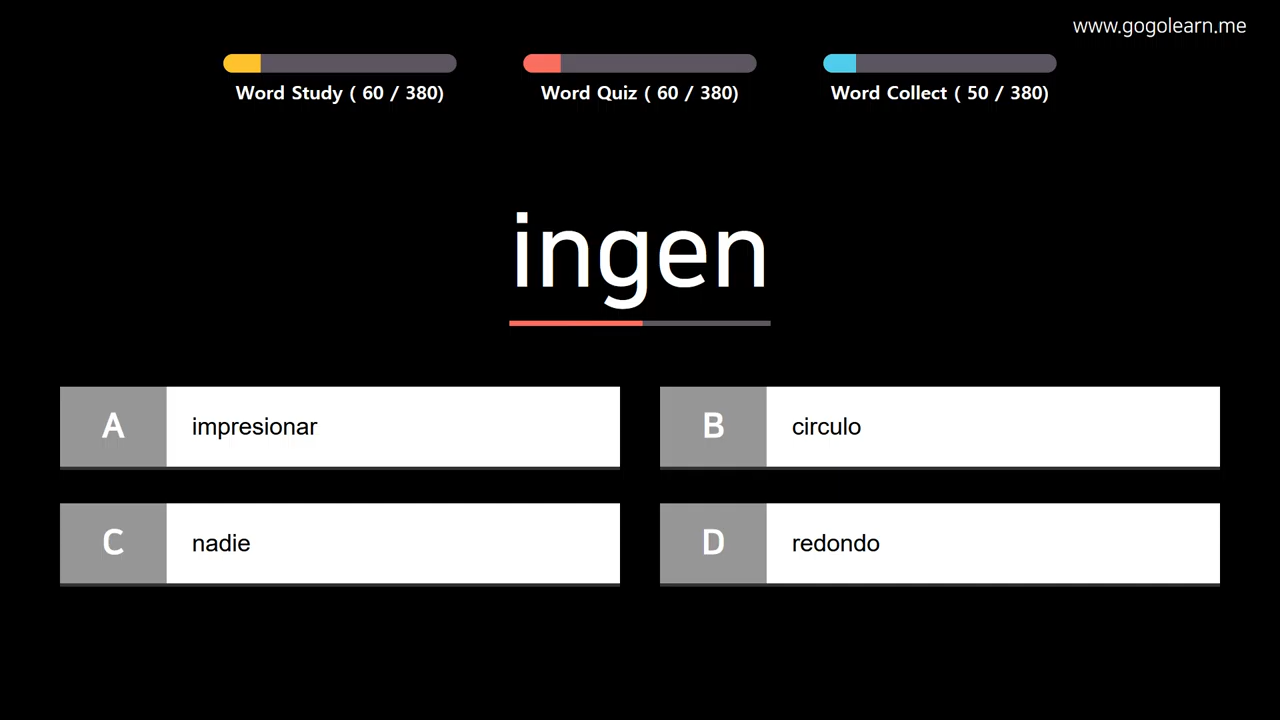 www.gogolearn.me
Word Study ( 60 / 380)
Word Quiz ( 60 / 380)
Word Collect ( 50 / 380)
ingen
A impresionar
B circulo
C nadie
D redondo